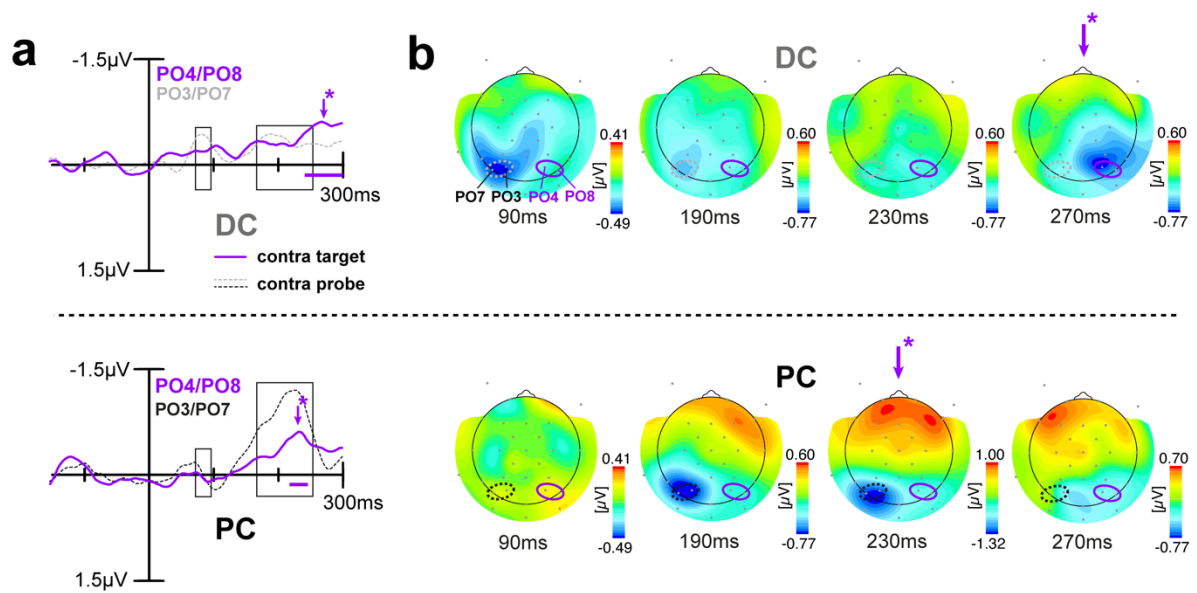 a
-1.5µV
PO4/PO8
PO3/PO7
*
300ms
DC
1.5µV
contra target
contra probe
-1.5µV
PO4/PO8
PO3/PO7
*
300ms
PC
1.5µV
b
DC
*
PO7 PO3 PO4 PO8
0.41
[µV]
-0.49
90ms
0.60
[µV]
-0.77
190ms
0.60
[µV]
-0.77
230ms
0.60
[µV]
-0.77
270ms
PC
*
0.41
[µV]
-0.49
90ms
0.60
[µV]
-0.77
190ms
1.00
[µV]
-1.32
230ms
0.70
[µV]
-0.77
270ms